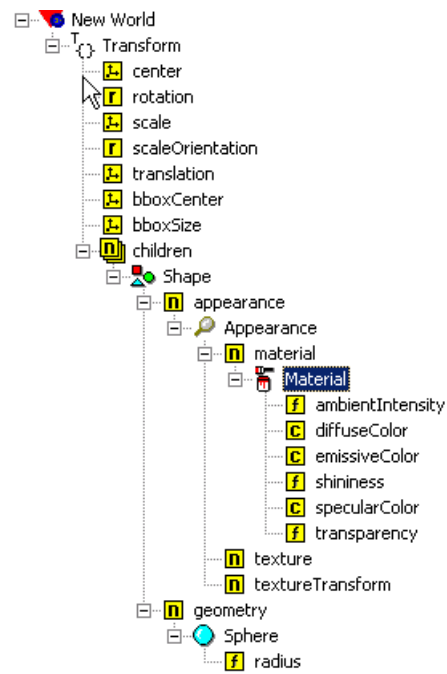 New World
Transform
center
rotation
scale
scaleOrientation
translation
bboxCenter
bboxSize
children
Shape
appearance
Appearance
material
Material
ambientIntensity
diffuseColor
emissiveColor
shininess
specularColor
transparency
texture
textureTransform
geometry
Sphere
radius